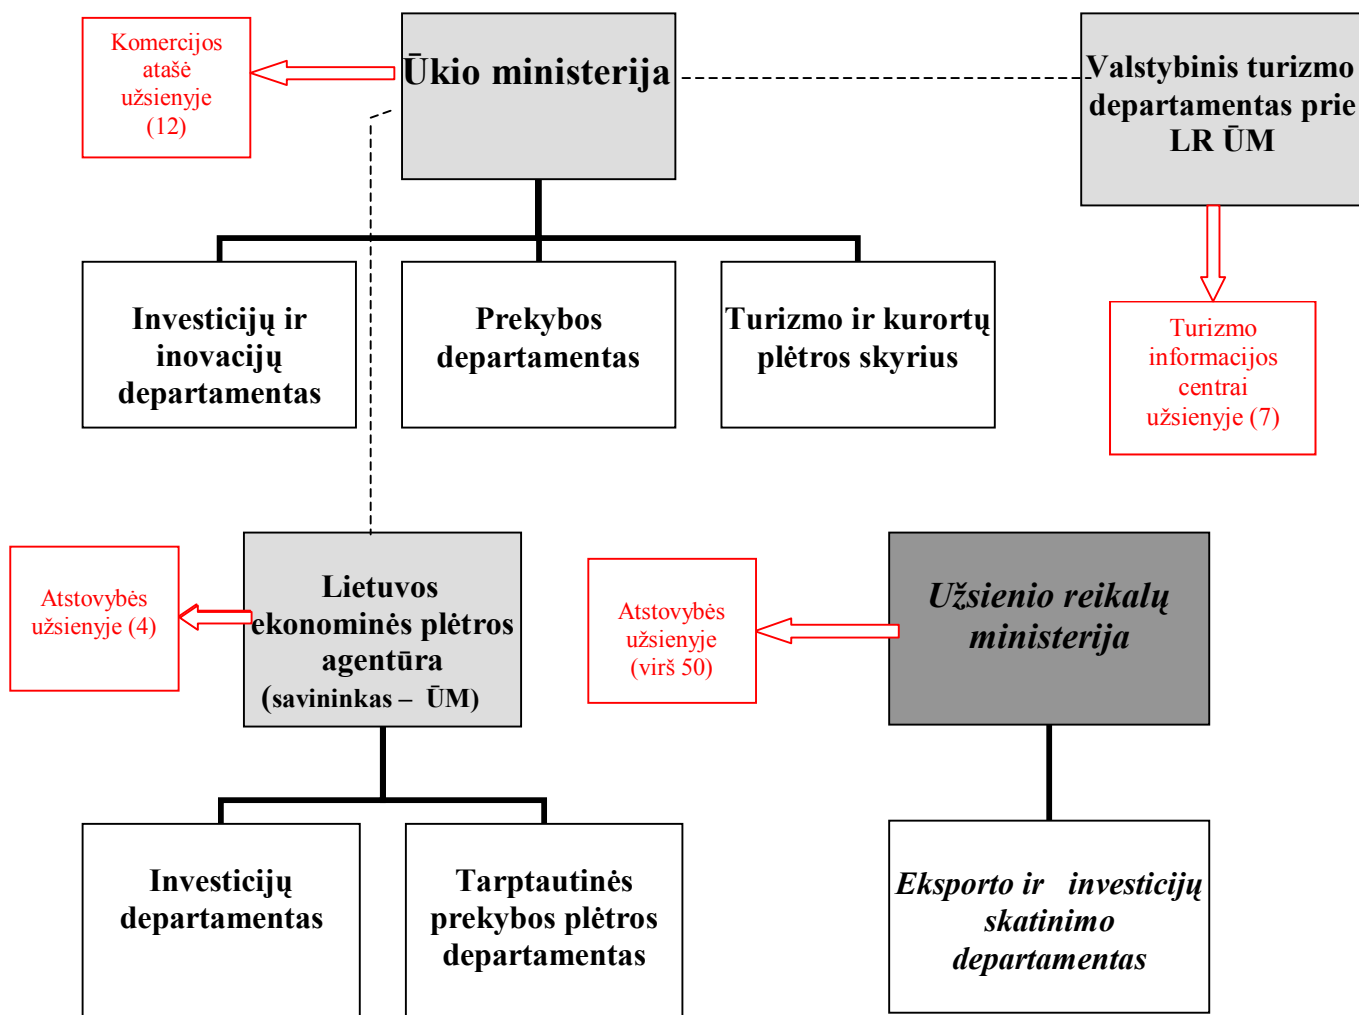 Komercijos
atašė
užsienyje
(12)
Ūkio ministerija
Valstybinis turizmo
departamentas prie
LR ŪM
Investicijų ir
inovacijų
departamentas
Prekybos
departamentas
Turizmo ir kurortų
plėtros skyrius
Turizmo
informacijos
centrai
užsienyje (7)
Atstovybės
užsienyje (4)
Lietuvos
ekonominės plėtros
agentūra
(savininkas – ŪM)
Atstovybės
užsienyje
(virš 50)
Užsienio reikalų
ministerija
Investicijų
departamentas
Tarptautinės
prekybos plėtros
departamentas
Eksporto ir investicijų
skatinimo
departamentas